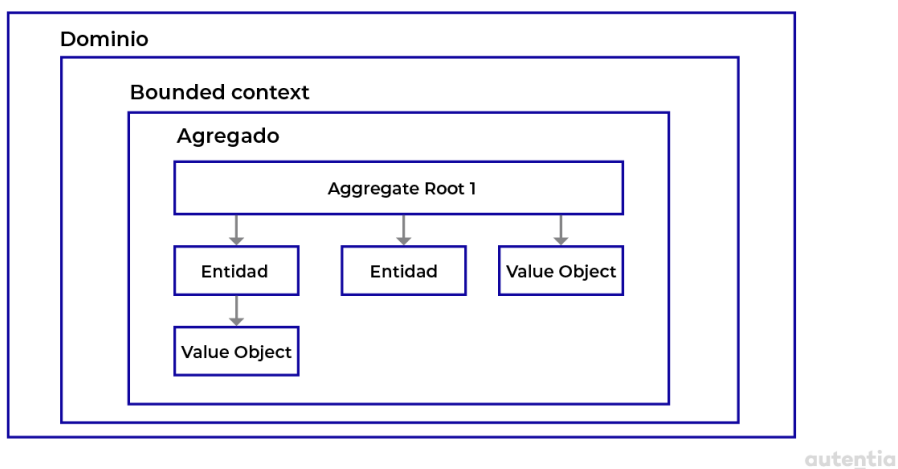 Dominio
Bounded context
Agregado
Aggregate Root 1
Entidad
Entidad
Value Object
Value Object
autentia